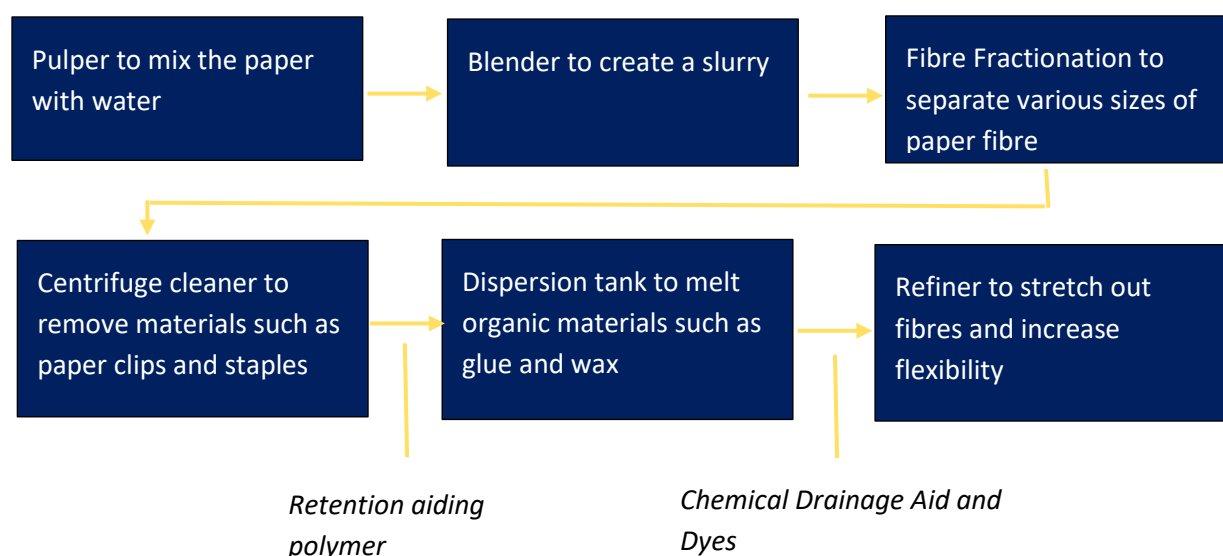 Pulper to mix the paper
with water
Blender to create a slurry
Fibre Fractionation to
separate various sizes of
paper fibre
Centrifuge cleaner to
remove materials such as
paper clips and staples
Dispersion tank to melt
organic materials such as
glue and wax
Refiner to stretch out
fibres and increase
flexibility
Retention aiding
polymer
Chemical Drainage Aid and
Dyes